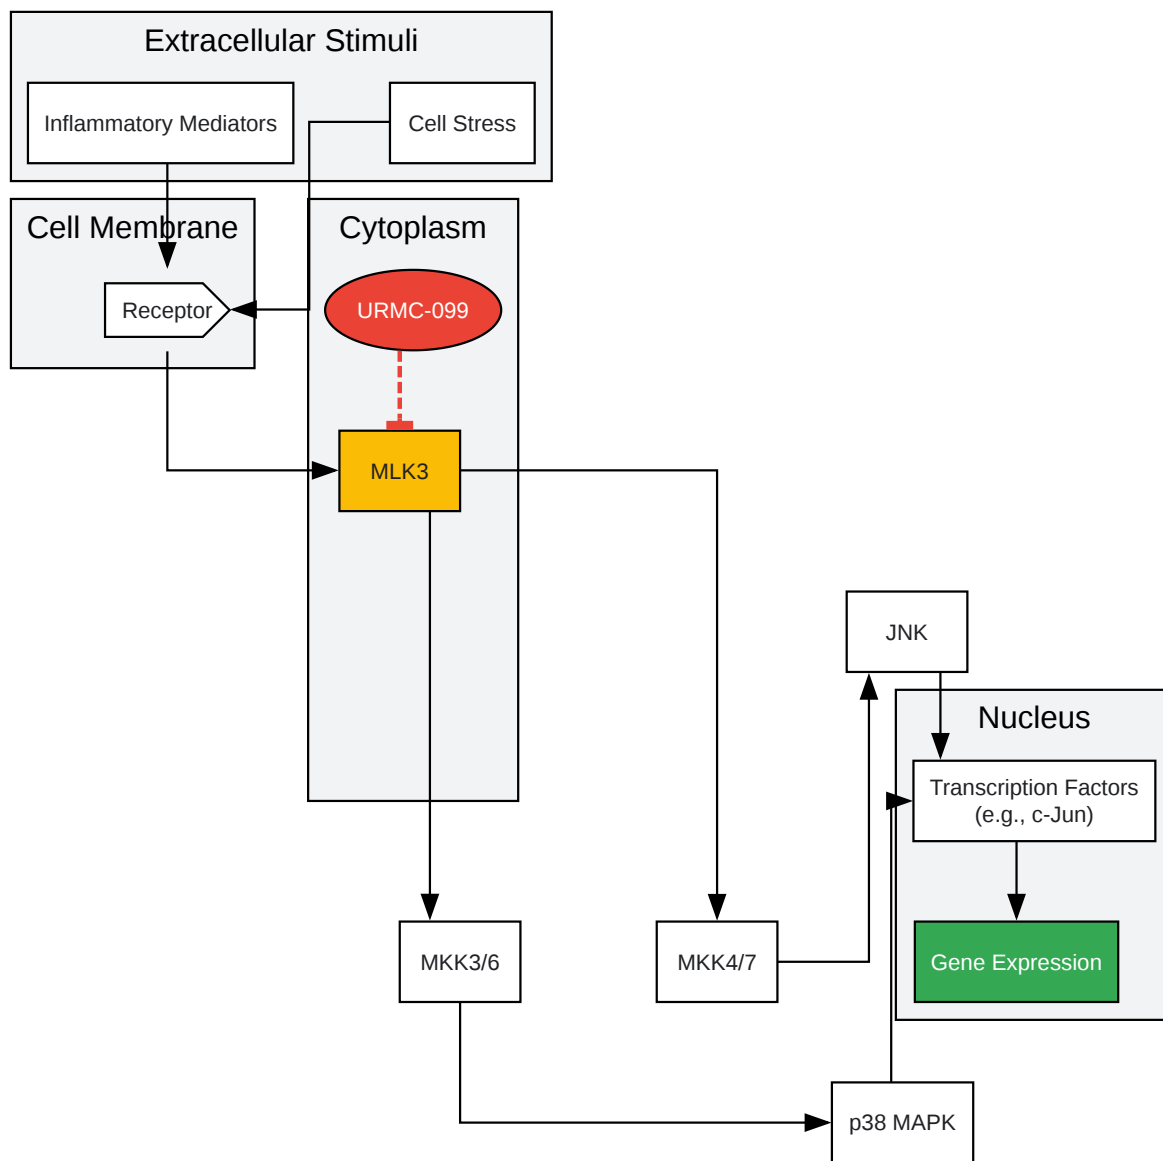 Extracellular Stimuli
Inflammatory Mediators
Cell Stress
Cell Membrane
Cytoplasm
Receptor
URMC-099
MLK3
JNK
Nucleus
Transcription Factors
(e.g., c-Jun)
MKK3/6
MKK4/7
Gene Expression
p38 MAPK